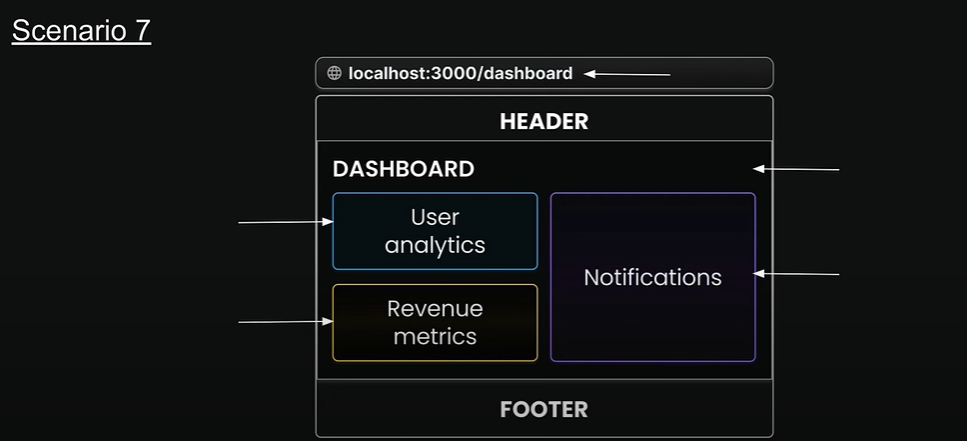 Scenario 7
localhost:3000/dashboard
HEADER
DASHBOARD
User
analytics
Revenue
metrics
Notifications
FOOTER